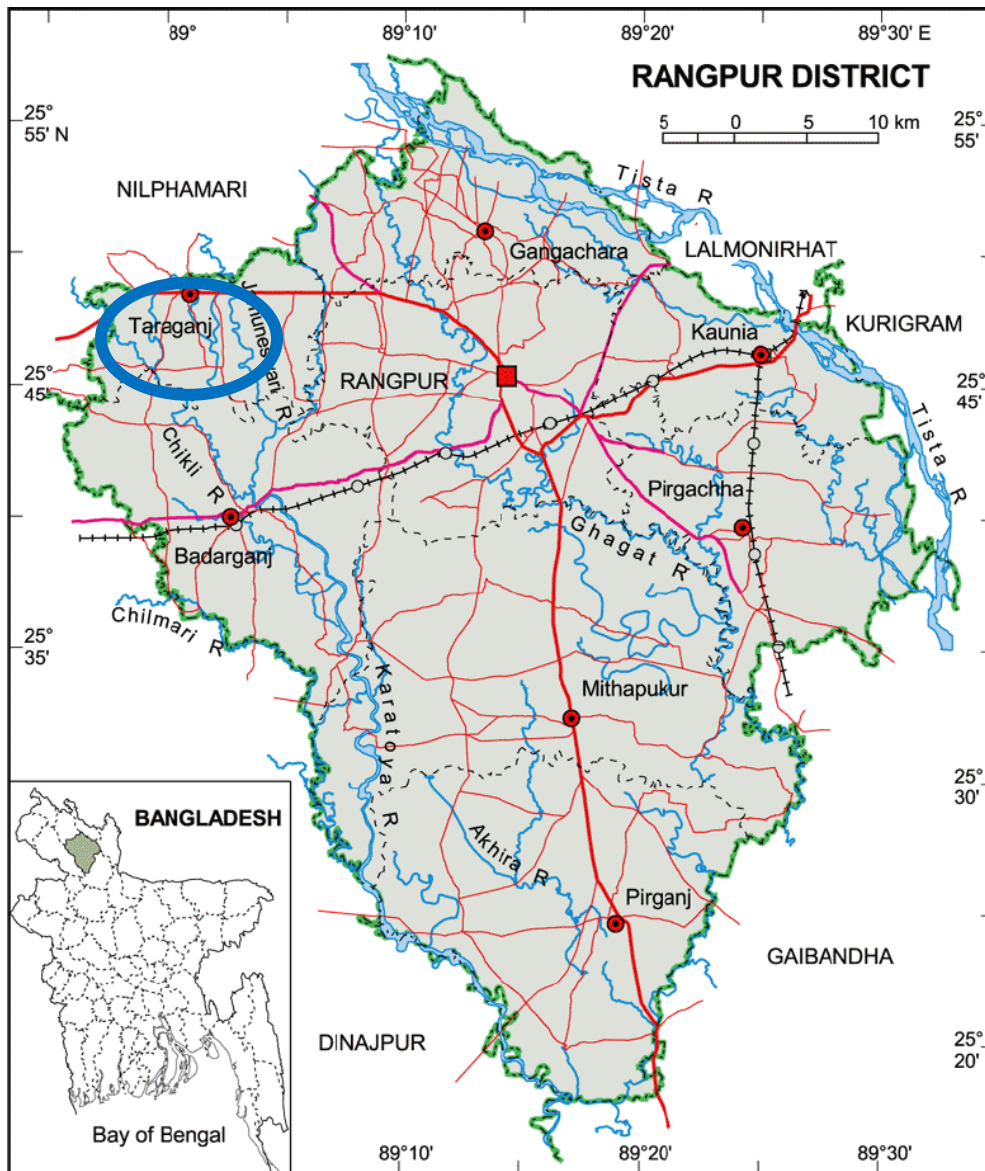 89°
89°10'
89°20'
89°30' E
RANGPUR DISTRICT
25°
55' N
5 0 5 10 km
25°
55'
NILPHAMARI
Tista R
Gangachara
LALMONIRHAT
Taraganj
Kaunia
KURIGRAM
RANGPUR
25°
45'
25°
45'
Chikli R
Tista R
Pirgachha
Ghagat R
Badarganj
Chilmari R
25°
35'
Karatoya R
Mithapukur
25°
30'
BANGLADESH
Akhira R
Pirganj
GAIBANDHA
DINAJPUR
25°
20'
Bay of Bengal
89°10'
89°20'
89°30'